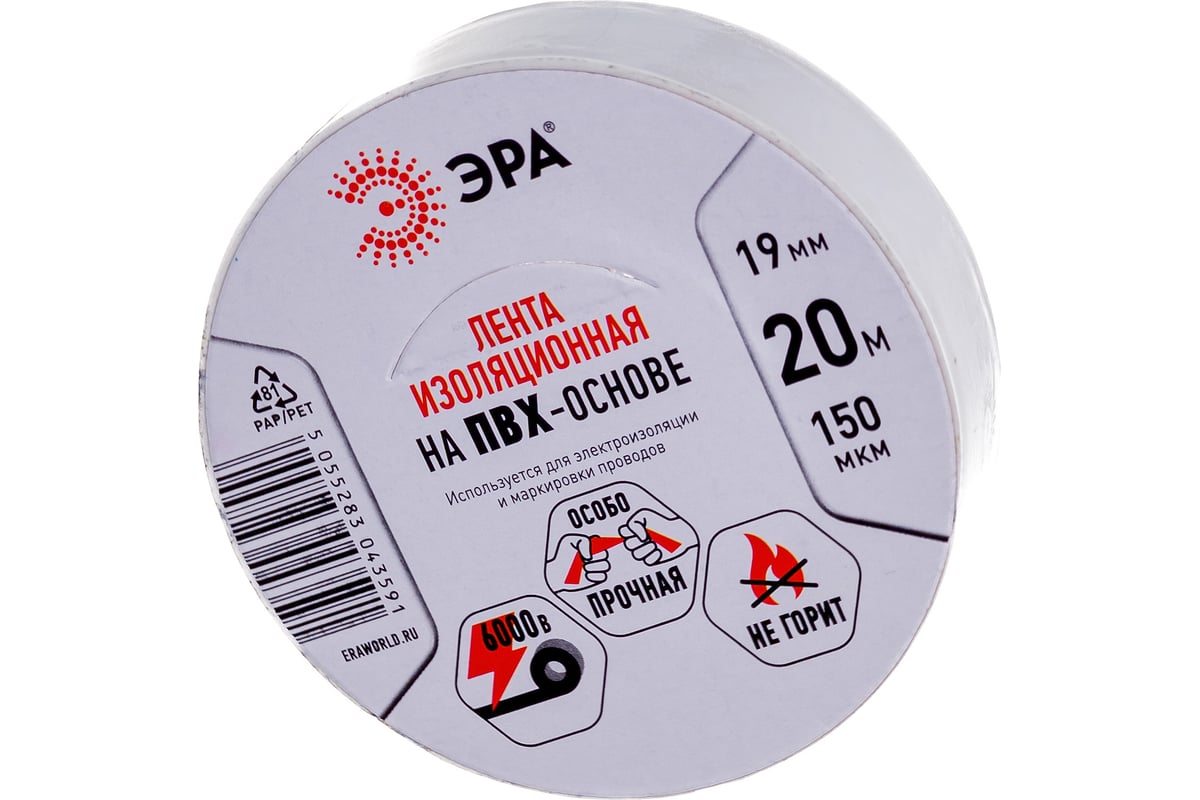 ЭРА®
19 мм
20 м
150
мкм
ЛЕНТА
ИЗОЛЯЦИОННАЯ
НА ПВХ-ОСНОВЕ
Используется для электроизоляции
и маркировки проводов
81
PAP/PET
5 055283 043591
ERAWORLD.RU
ОСОБО
ПРОЧНАЯ
НЕ ГОРИТ
6000В